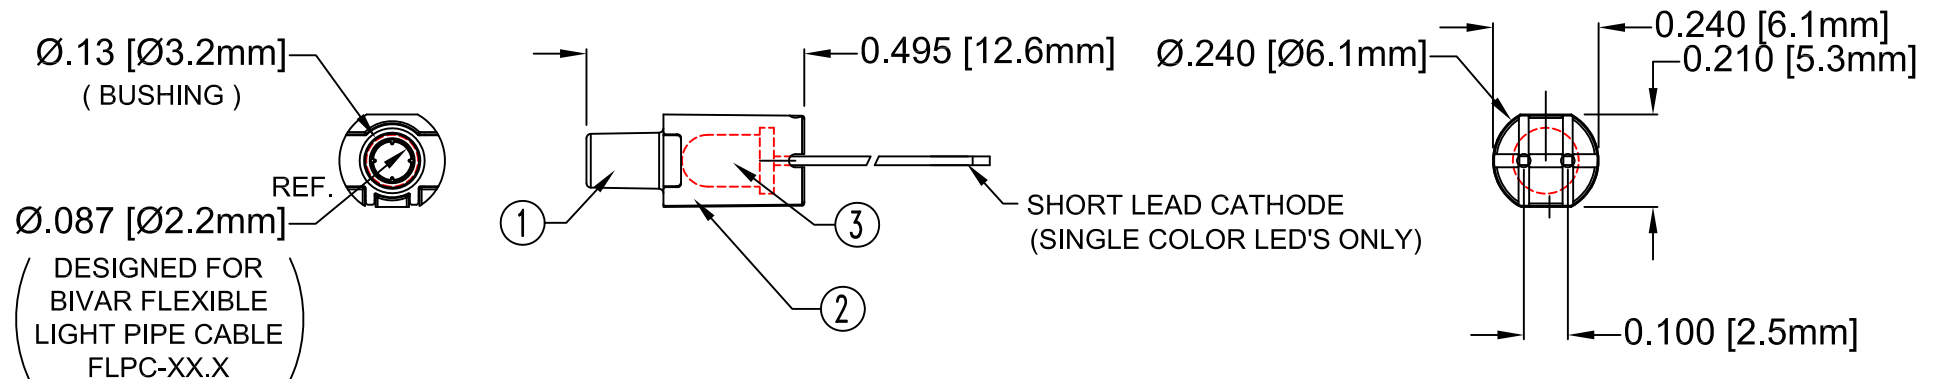 Ø.13 [Ø3.2mm]
( BUSHING )
REF.
Ø.087 [Ø2.2mm]
( DESIGNED FOR
BIVAR FLEXIBLE
LIGHT PIPE CABLE
FLPC-XX.X )
0.495 [12.6mm]
1
2
3
SHORT LEAD CATHODE
(SINGLE COLOR LED'S ONLY)
Ø.240 [Ø6.1mm]
0.240 [6.1mm]
0.210 [5.3mm]
0.100 [2.5mm]